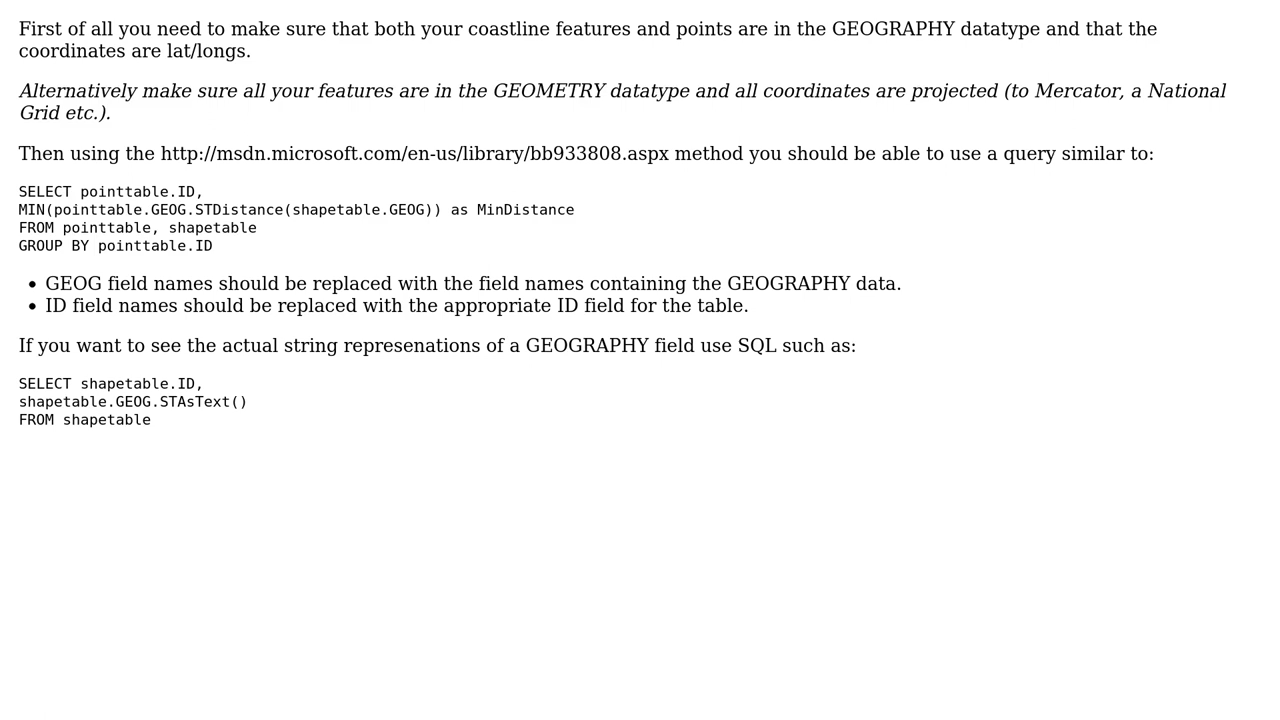 First of all you need to make sure that both your coastline features and points are in the GEOGRAPHY datatype and that the
coordinates are lat/longs.
Alternatively make sure all your features are in the GEOMETRY datatype and all coordinates are projected (to Mercator, a National
Grid etc.).
Then using the http://msdn.microsoft.com/en-us/library/bb933808.aspx method you should be able to use a query similar to:
SELECT pointtable.ID,
MIN(pointtable.GEOG.STDistance(shapetable.GEOG)) as MinDistance
FROM pointtable, shapetable
GROUP BY pointtable.ID
• GEOG field names should be replaced with the field names containing the GEOGRAPHY data.
• ID field names should be replaced with the appropriate ID field for the table.
If you want to see the actual string represenations of a GEOGRAPHY field use SQL such as:
SELECT shapetable.ID,
shapetable.GEOG.STAsText()
FROM shapetable